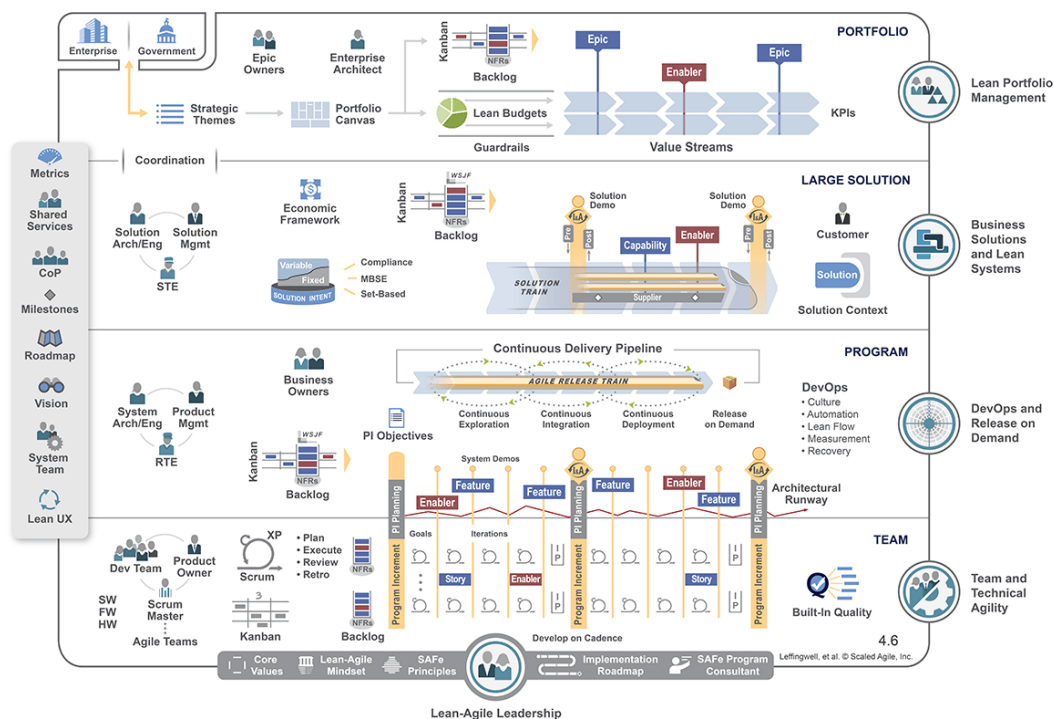 Enterprise
Government
Epic
Owners
Enterprise
Architect
Kanban
NFRs
Backlog
Epic
Enabler
Epic
PORTFOLIO
Lean Portfolio
Management
Strategic
Themes
Portfolio
Canvas
Lean Budgets
Guardrails
Value Streams
KPIs
Coordination
Metrics
Shared
Services
CoP
Milestones
Roadmap
Vision
System
Team
Lean UX
LARGE SOLUTION
Solution
Arch/Eng
Solution
Mgmt
STE
Economic
Framework
Kanban
WSJF
NFRs
Backlog
Variable
Fixed
SOLUTION INTENT
Compliance
MBSE
Set-Based
Solution
Demo
I&A
Pre
Post
Capability
Enabler
Solution
Demo
I&A
Pre
Post
SOLUTION
TRAIN
Supplier
Customer
Solution
Solution Context
Business
Solutions
and Lean
Systems
PROGRAM
System
Arch/Eng
Product
Mgmt
RTE
Business
Owners
Continuous Delivery Pipeline
AGILE RELEASE TRAIN
Continuous
Exploration
Continuous
Integration
Continuous
Deployment
Release
on Demand
DevOps
• Culture
• Automation
• Lean Flow
• Measurement
• Recovery
DevOps and
Release on
Demand
PI Objectives
Kanban
WSJF
NFRs
Backlog
System Demos
PI Planning
Enabler
Feature
Feature
I&A
PI Planning
Feature
Enabler
Feature
I&A
PI Planning
Architectural
Runway
TEAM
Dev Team
Product
Owner
Scrum
Master
SW
FW
HW
Agile Teams
XP
Scrum
• Plan
• Execute
• Review
• Retro
3
Kanban
NFRs
NFRs
Backlog
Program Increment
Goals
Iterations
Story
Enabler
I P
I P
Program Increment
Story
I P
I P
Program Increment
Built-In Quality
Team and
Technical
Agility
Develop on Cadence
4.6
Leffingwell, et al. © Scaled Agile, Inc.
Core
Values
Lean-Agile
Mindset
SAFe
Principles
Implementation
Roadmap
SAFe Program
Consultant
Lean-Agile Leadership